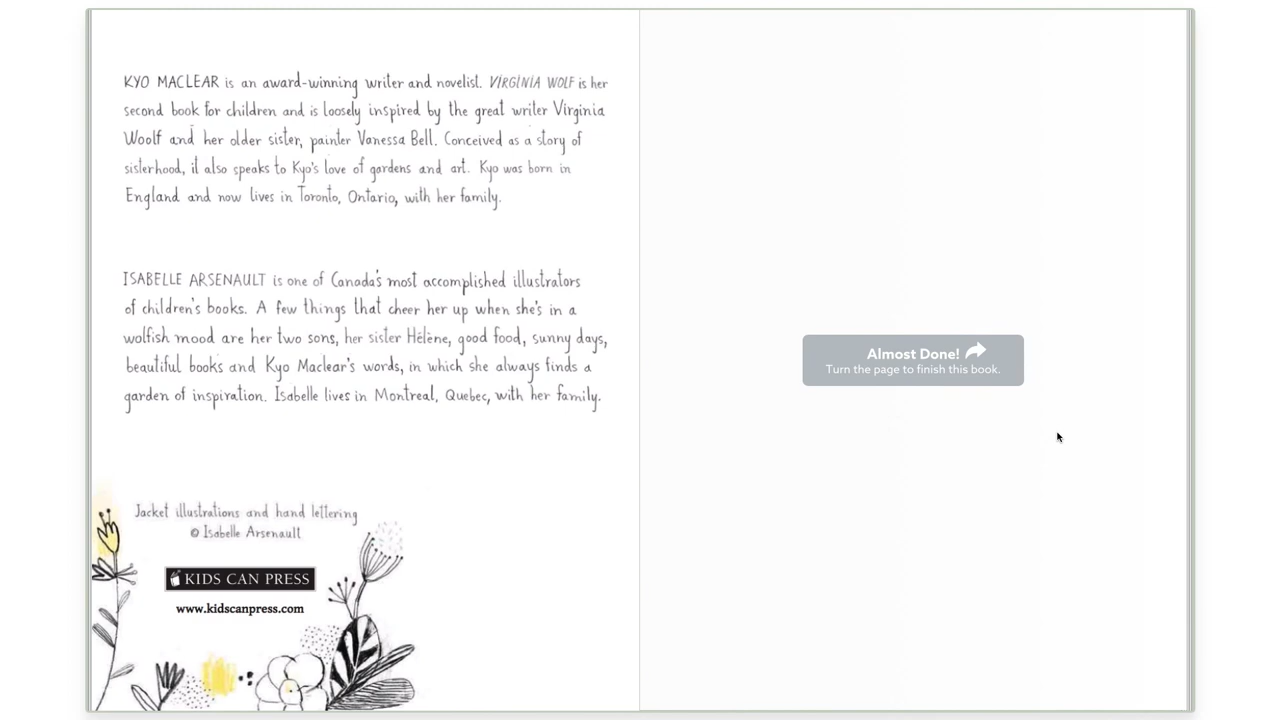 KYO MACLEAR is an award-winning writer and novelist. VIRGINIA WOLF is her
second book for children and is loosely inspired by the great writer Virginia
Woolf and her older sister, painter Vanessa Bell. Conceived as a story of
sisterhood, it also speaks to Kyo's love of gardens and art. Kyo was born in
England and now lives in Toronto, Ontario, with her family.
ISABELLE ARSENAULT is one of Canada's most accomplished illustrators
of children's books. A few things that cheer her up when she's in a
wolfish mood are her two sons, her sister Hélène, good food, sunny days,
beautiful books and Kyo Maclear's words, in which she always finds a
garden of inspiration. Isabelle lives in Montreal, Quebec, with her family.
Jacket illustrations and hand lettering
© Isabelle Arsenault
KIDS CAN PRESS
www.kidscanpress.com
Almost Done!
Turn the page to finish this book.